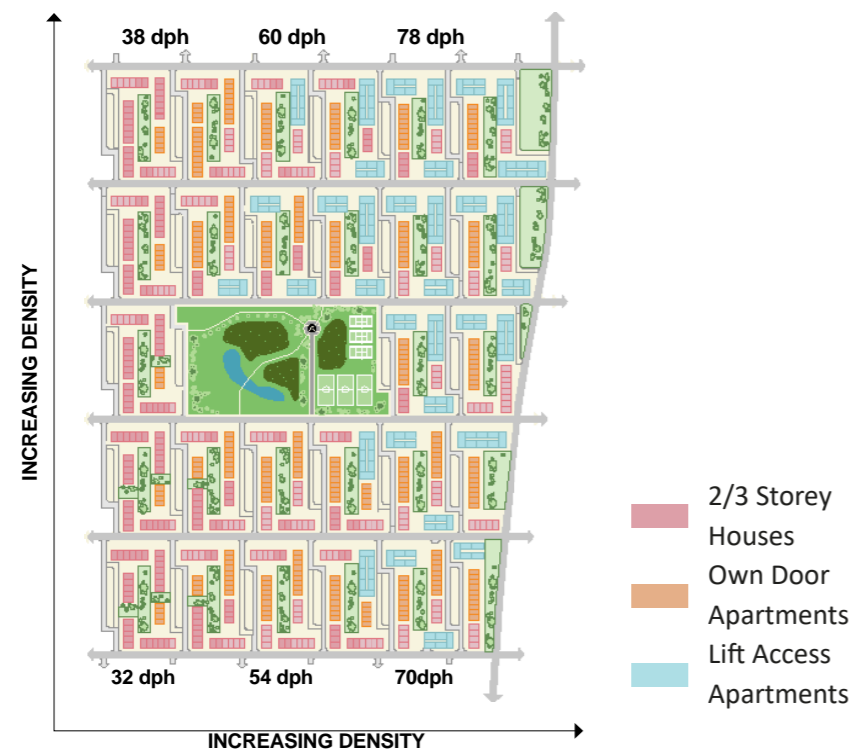 38 dph 60 dph 78 dph
INCREASING DENSITY
32 dph 54 dph 70dph
INCREASING DENSITY
2/3 Storey
Houses
Own Door
Apartments
Lift Access
Apartments